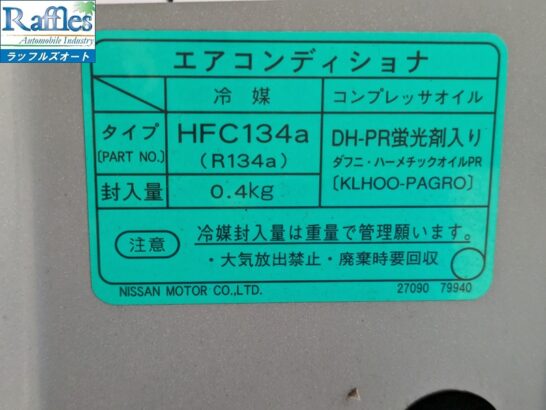 Raffles
Automobile Industry
ラッフルズオート
エアコンディショナ
冷媒
コンプレッサオイル
タイプ
(PART NO.)
HFC134a
(R134a)
DH-PR蛍光剤入り
ダフニ・ハーメチックオイルPR
(KLHOO-PAGRO)
封入量
0.4kg
注意
冷媒封入量は重量で管理願います。
・大気放出禁止・廃棄時要回収
NISSAN MOTOR CO.,LTD.
27090 79940